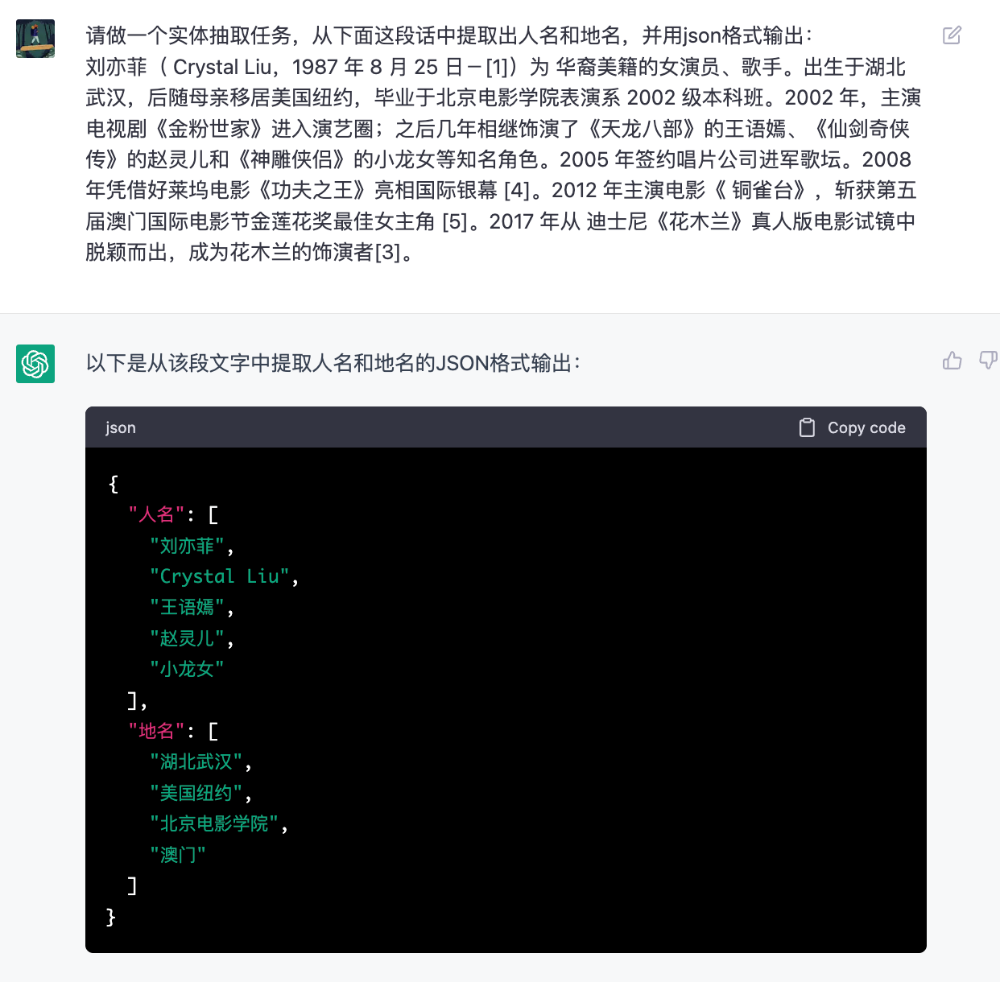 请做一个实体抽取任务，从下面这段话中提取出人名和地名，并用json格式输出：
刘亦菲（ Crystal Liu，1987 年 8 月 25 日－[1]）为 华裔美籍的女演员、歌手。出生于湖北
武汉，后随母亲移居美国纽约，毕业于北京电影学院表演系 2002 级本科班。2002 年，主演
电视剧《金粉世家》进入演艺圈；之后几年相继饰演了《天龙八部》的王语嫣、《仙剑奇侠
传》的赵灵儿和《神雕侠侣》的小龙女等知名角色。2005 年签约唱片公司进军歌坛。2008
年凭借好莱坞电影《功夫之王》亮相国际银幕 [4]。2012 年主演电影《 铜雀台》，斩获第五
届澳门国际电影节金莲花奖最佳女主角 [5]。2017 年从 迪士尼《花木兰》真人版电影试镜中
脱颖而出，成为花木兰的饰演者[3]。
以下是从该段文字中提取人名和地名的JSON格式输出：
json Copy code
{
"人名": [
"刘亦菲",
"Crystal Liu",
"王语嫣",
"赵灵儿",
"小龙女"
],
"地名": [
"湖北武汉",
"美国纽约",
"北京电影学院",
"澳门"
]
}